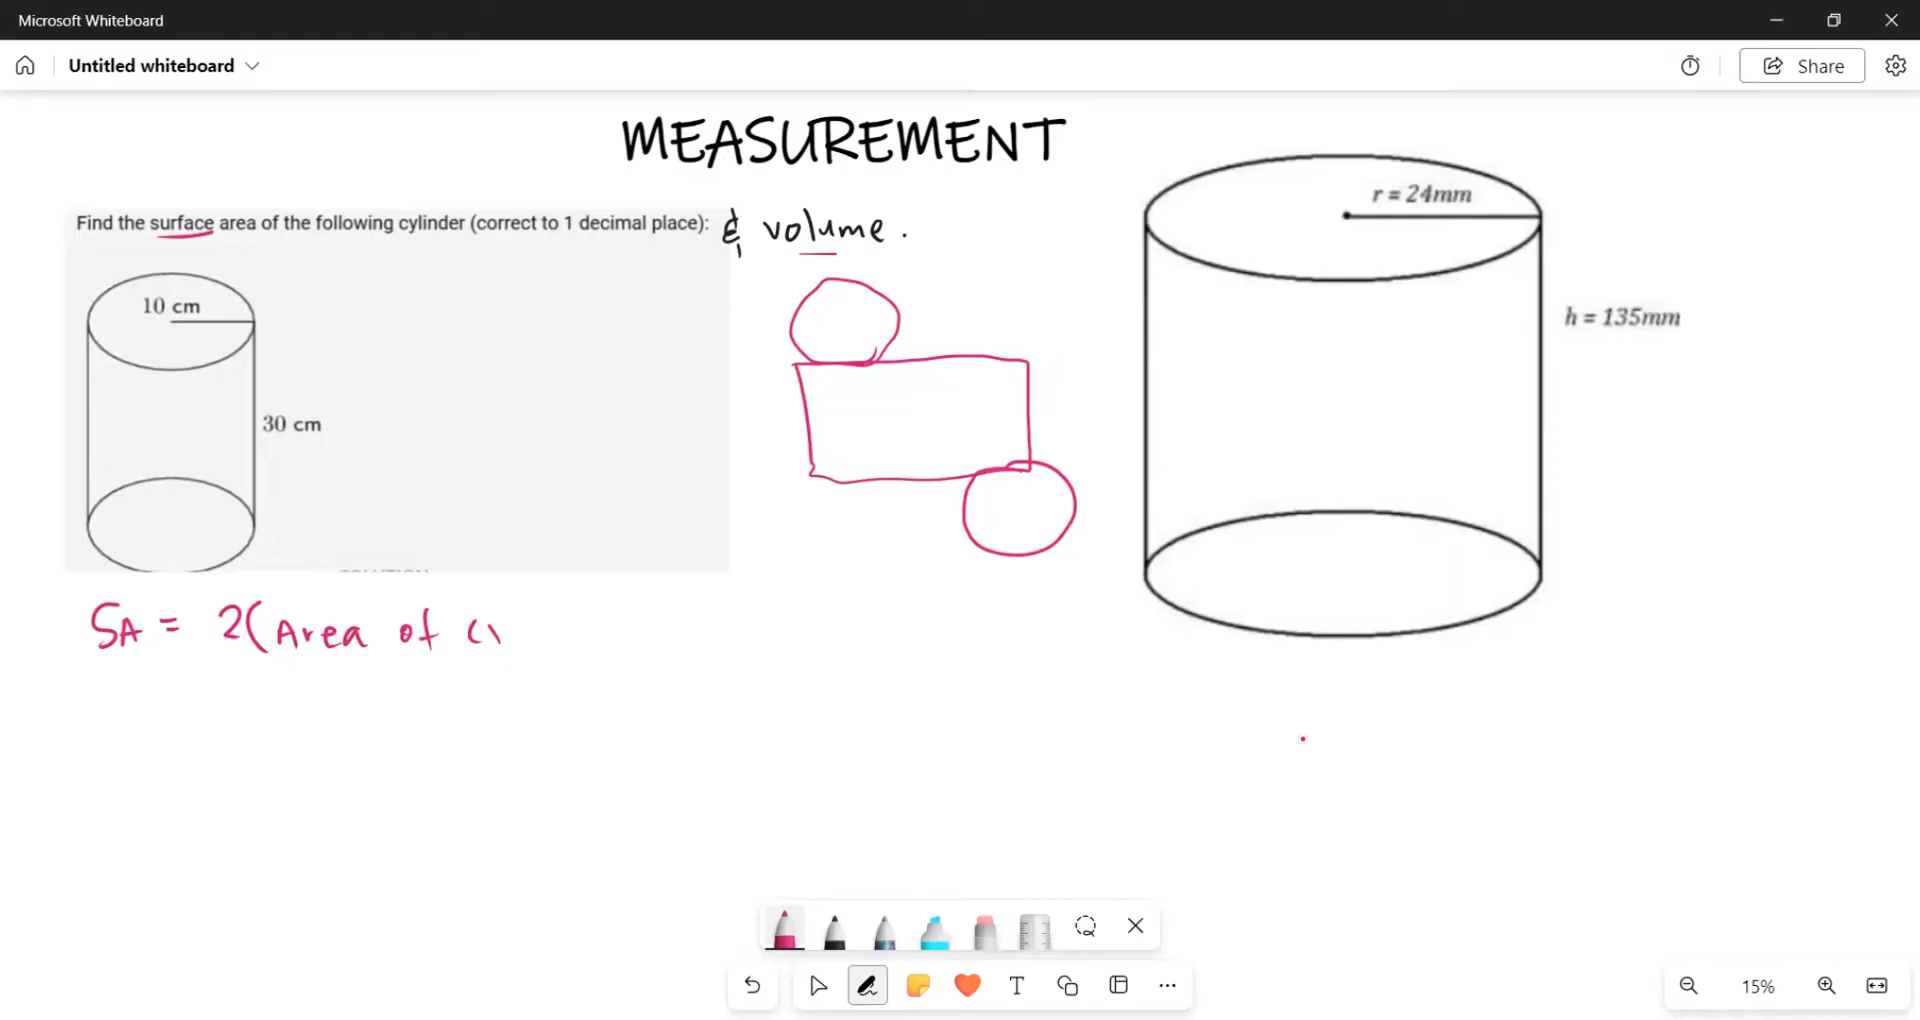 Microsoft Whiteboard
Untitled whiteboard
Share
MEASUREMENT
Find the surface area of the following cylinder (correct to 1 decimal place): & volume.
10 cm
30 cm
r = 24mm
h = 135mm
SA = 2(Area of
15%